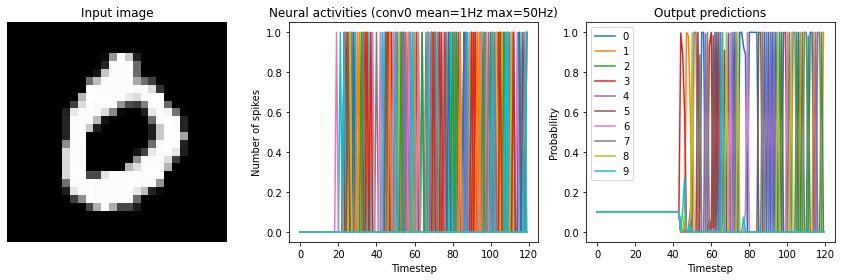 Input image
Neural activities (conv0 mean=1Hz max=50Hz)
Output predictions
Number of spikes
1.0
0.8
0.6
0.4
0.2
0.0
0 20 40 60 80 100 120
Timestep
Probability
1.0
0.8
0.6
0.4
0.2
0.0
0
1
2
3
4
5
6
7
8
9
0 20 40 60 80 100 120
Timestep